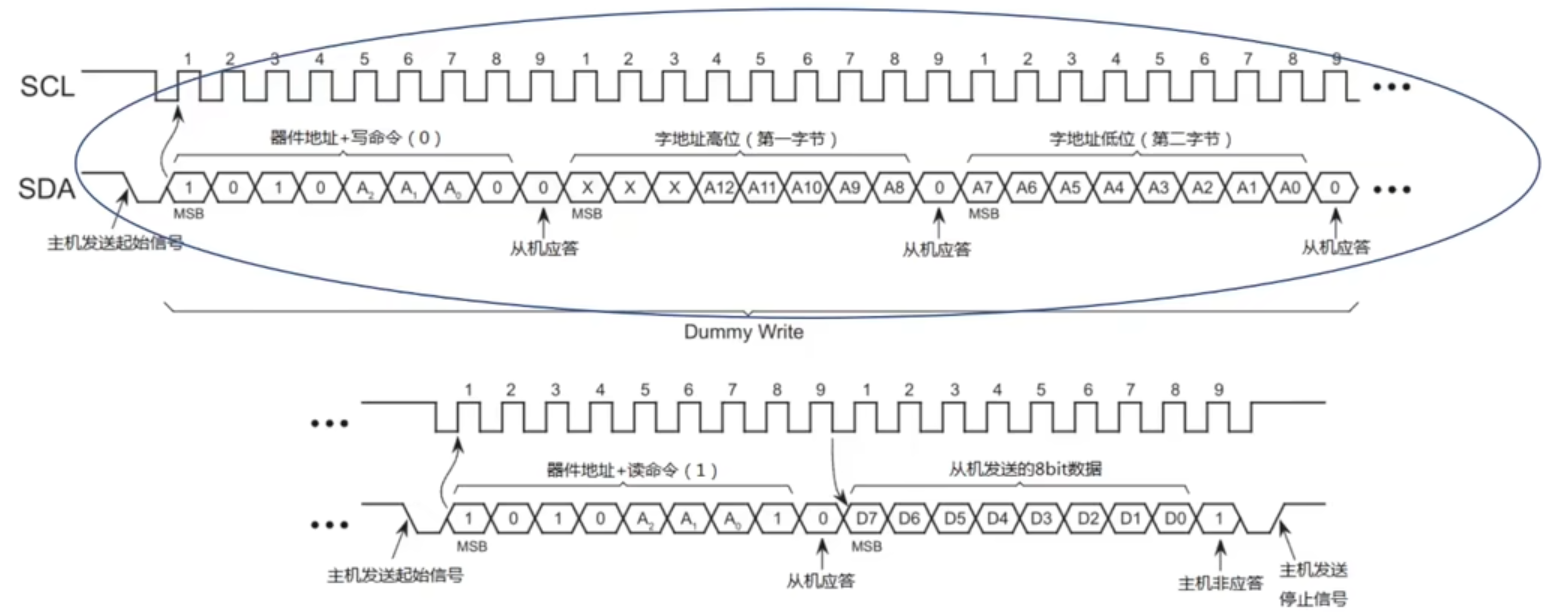 1 2 3 4 5 6 7 8 9 1 2 3 4 5 6 7 8 9 1 2 3 4 5 6 7 8 9
SCL
器件地址+写命令（0） 字地址高位（第一字节） 字地址低位（第二字节）
SDA 1 0 1 0 A2 A1 A0 0 0 X X X A12 A11 A10 A9 A8 0 A7 A6 A5 A4 A3 A2 A1 A0 0
MSB MSB MSB
主机发送起始信号 从机应答 从机应答 从机应答
Dummy Write
1 2 3 4 5 6 7 8 9 1 2 3 4 5 6 7 8 9
器件地址+读命令（1） 从机发送的8bit数据
1 0 1 0 A2 A1 A0 1 0 D7 D6 D5 D4 D3 D2 D1 D0 1
MSB MSB
主机发送起始信号 从机应答 主机非应答 主机发送
停止信号